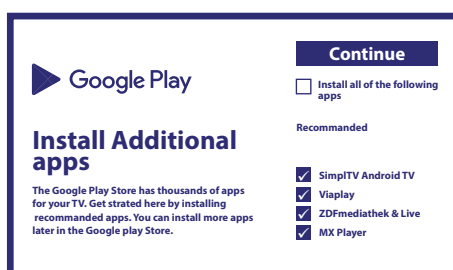 Google Play
Install Additional
apps
The Google Play Store has thousands of apps
for your TV. Get strated here by installing
recommanded apps. You can install more apps
later in the Google play Store.
Continue
Install all of the following
apps
Recommanded
SimplTV Android TV
Viaplay
ZDFmediathek & Live
MX Player